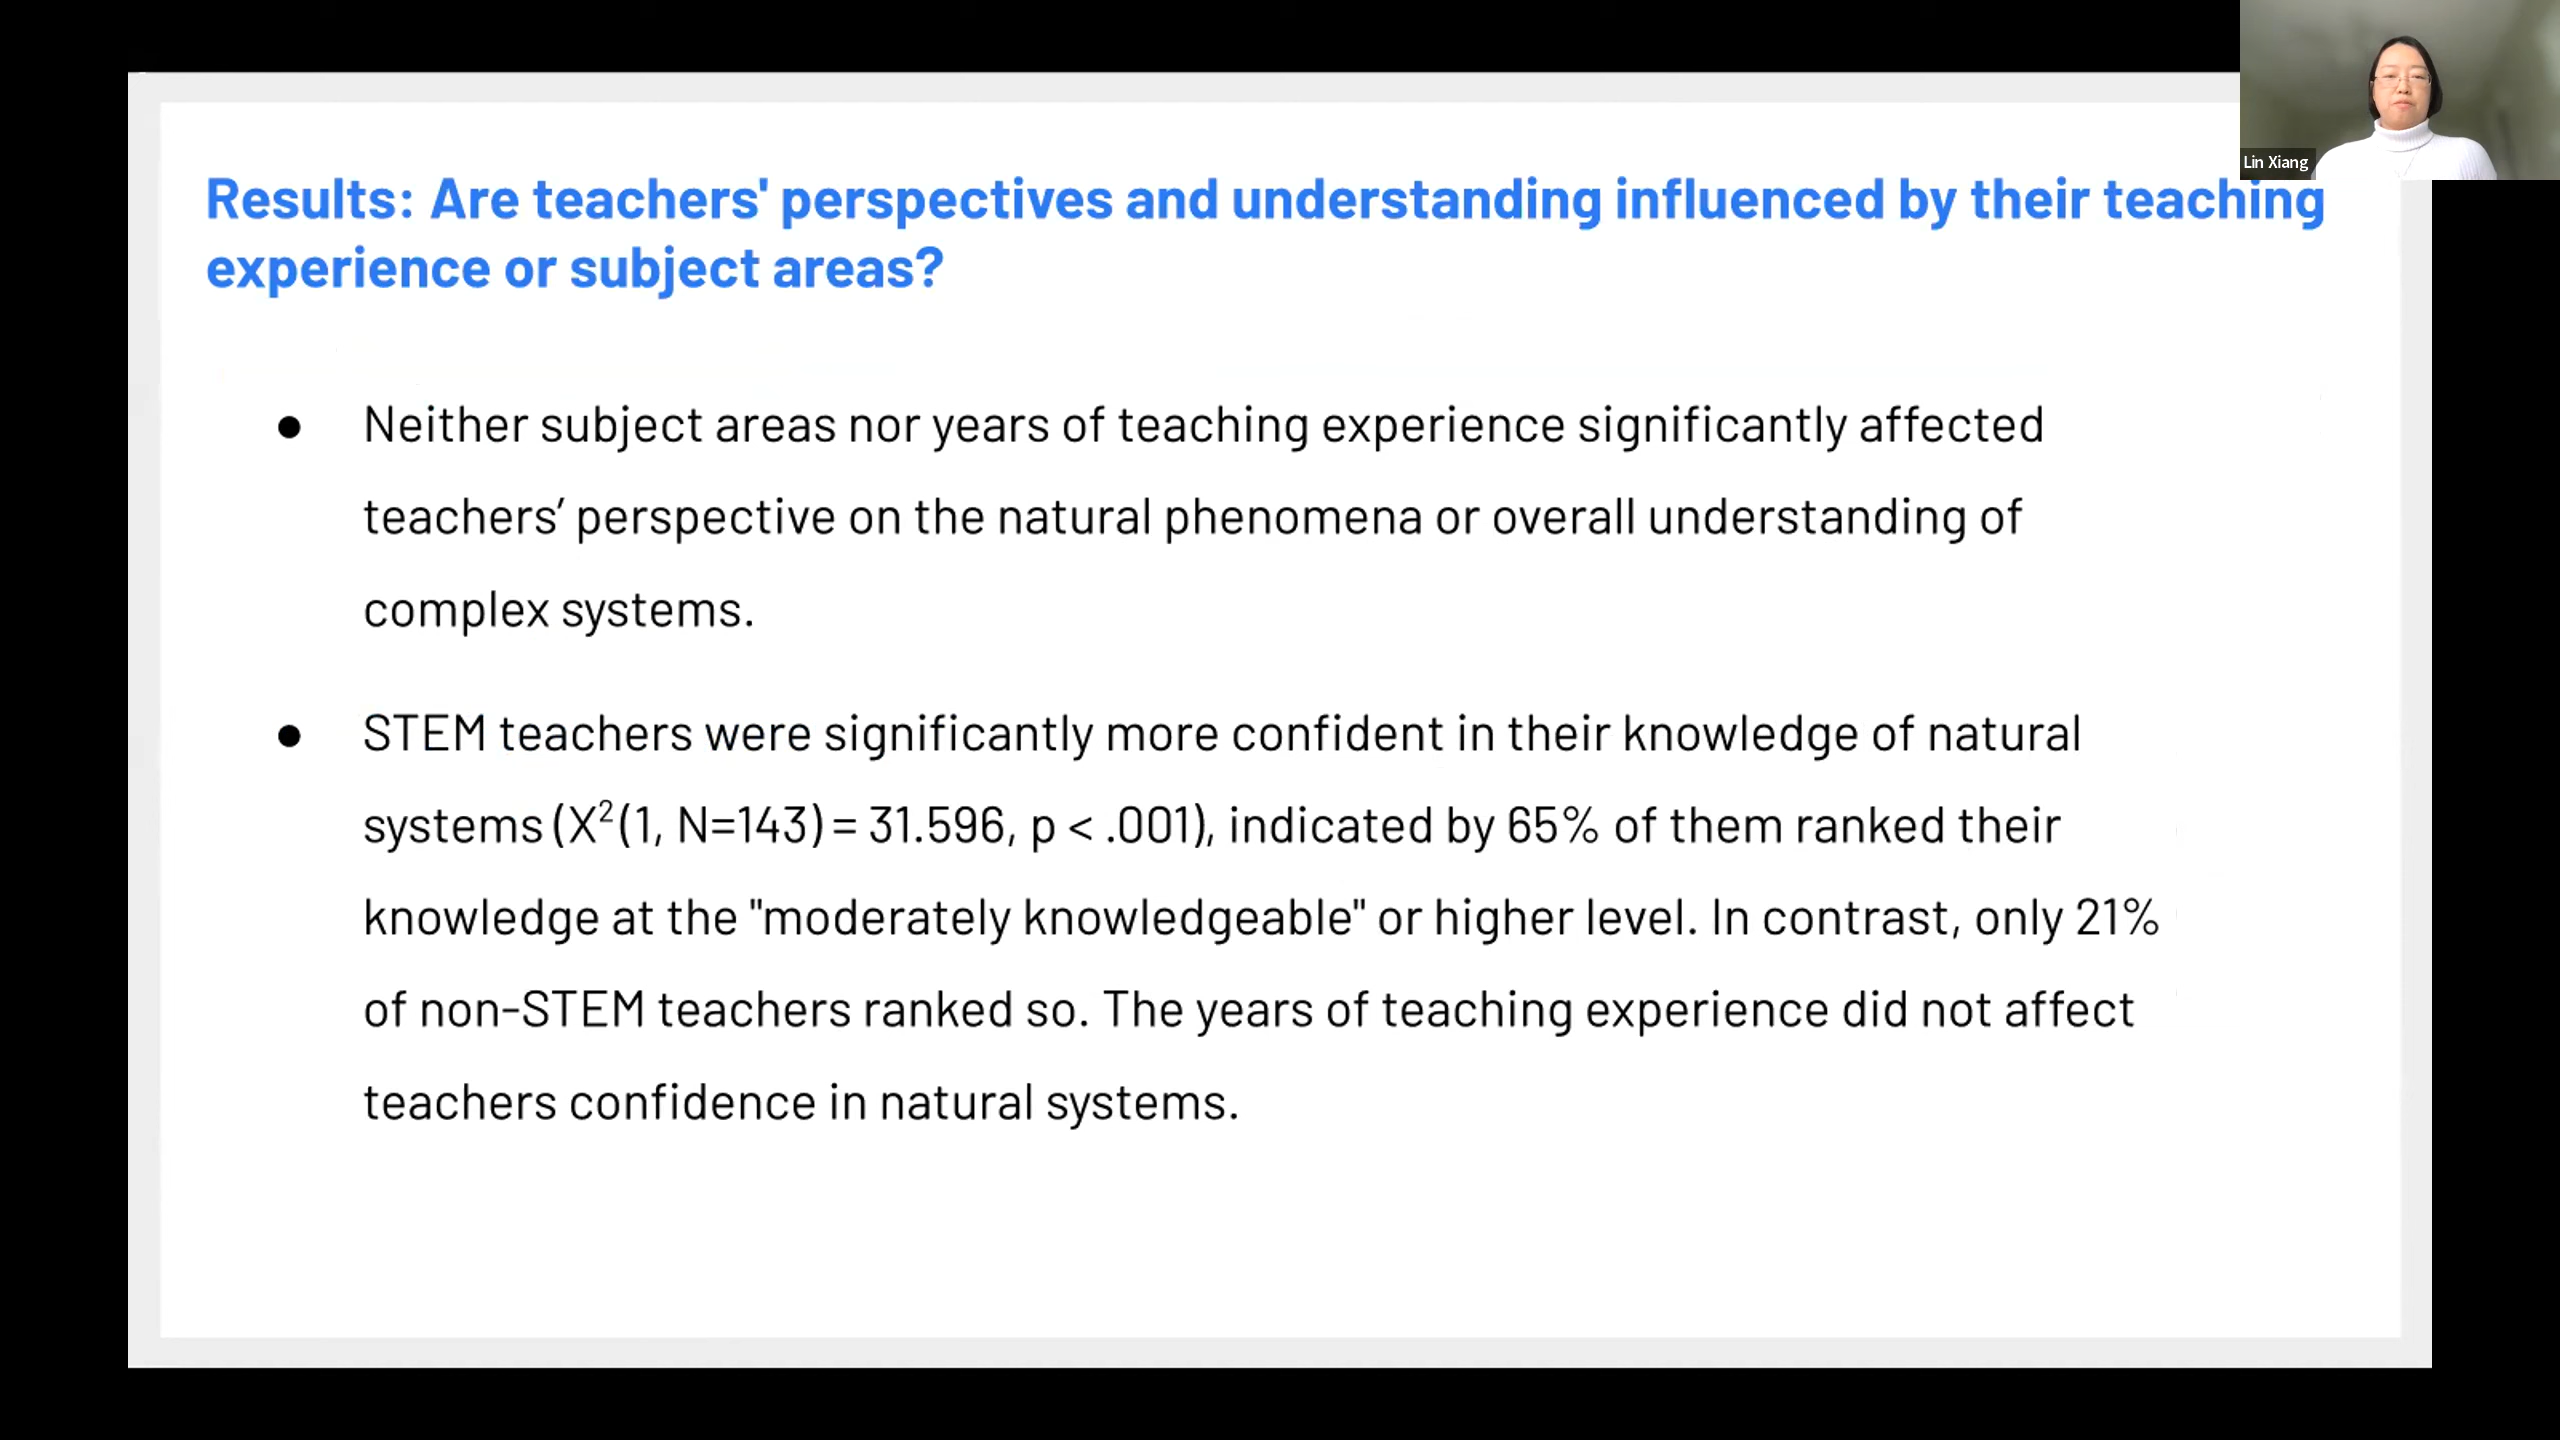 Lin Xiang
Results: Are teachers' perspectives and understanding influenced by their teaching
experience or subject areas?
● Neither subject areas nor years of teaching experience significantly affected
teachers’ perspective on the natural phenomena or overall understanding of
complex systems.
● STEM teachers were significantly more confident in their knowledge of natural
systems (X²(1, N=143) = 31.596, p < .001), indicated by 65% of them ranked their
knowledge at the "moderately knowledgeable" or higher level. In contrast, only 21%
of non-STEM teachers ranked so. The years of teaching experience did not affect
teachers confidence in natural systems.